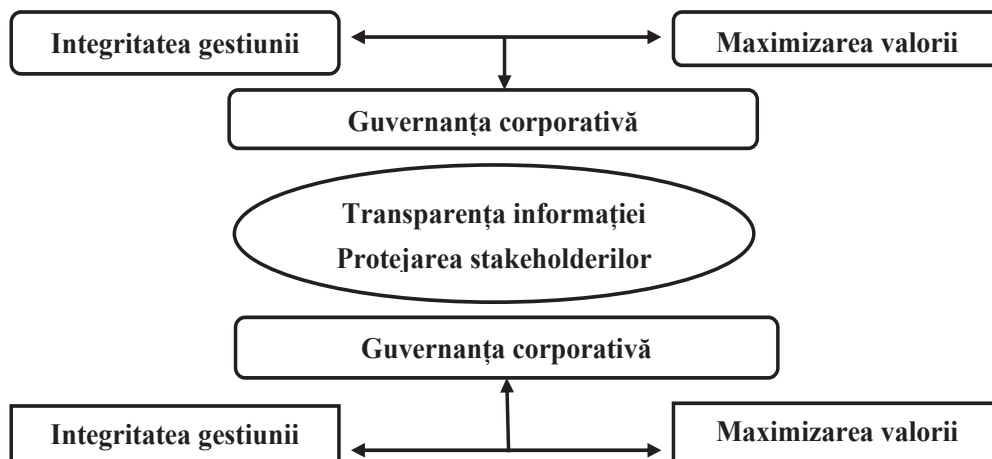 Integritatea gestiunii
Maximizarea valorii
Guvernanța corporativă
Transparența informației
Protejarea stakeholderilor
Guvernanța corporativă
Integritatea gestiunii
Maximizarea valorii